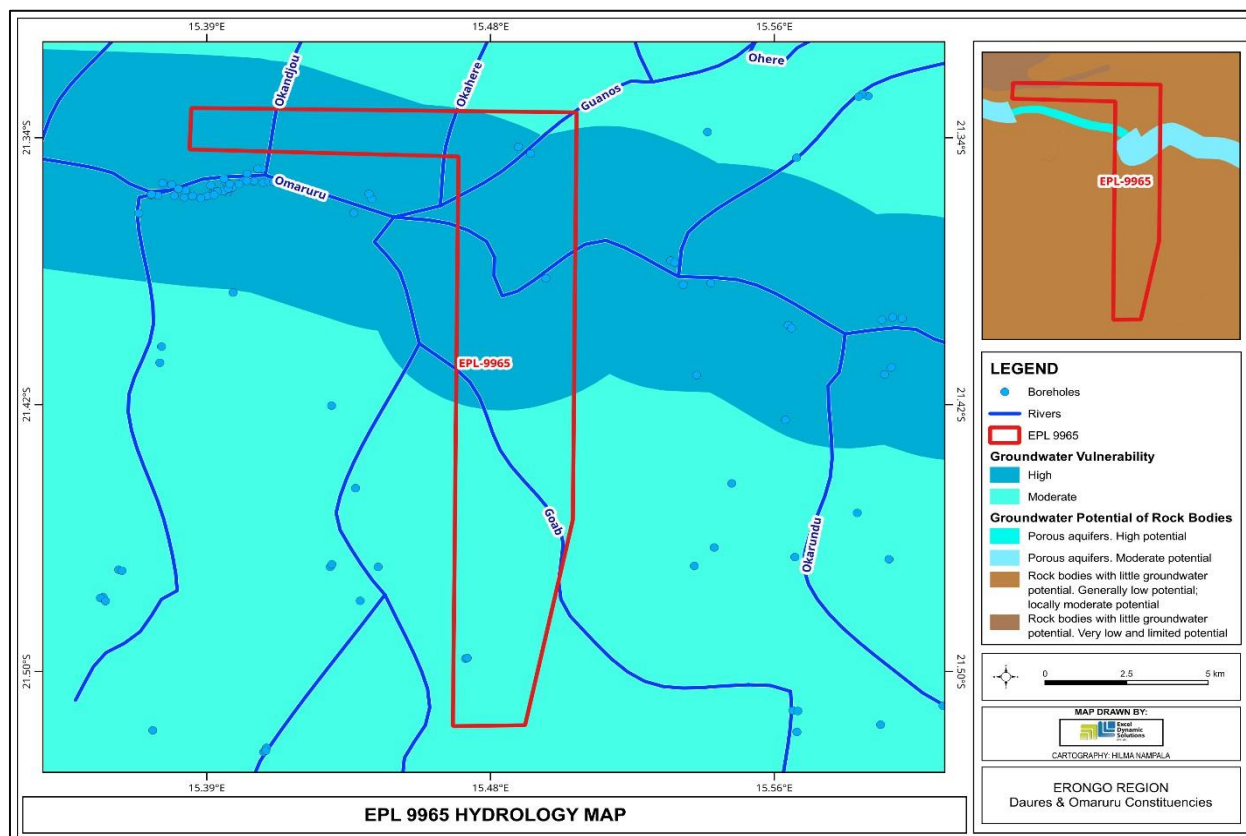 15.39°E
15.48°E
15.56°E
21.34°S
21.34°S
21.42°S
21.42°S
21.50°S
21.50°S
Okandjou
Okahere
Guanos
Ohere
Omaruru
EPL-9965
Goab
Okarundu
15.39°E
15.48°E
15.56°E
EPL 9965 HYDROLOGY MAP
EPL-9965
LEGEND
Boreholes
Rivers
EPL 9965
Groundwater Vulnerability
High
Moderate
Groundwater Potential of Rock Bodies
Porous aquifers. High potential
Porous aquifers. Moderate potential
Rock bodies with little groundwater
potential. Generally low potential;
locally moderate potential
Rock bodies with little groundwater
potential. Very low and limited potential
0
2.5
5 km
MAP DRAWN BY:
Excel
Dynamic
Solutions
CARTOGRAPHY: HILMA NAMPALA
ERONGO REGION
Daures & Omaruru Constituencies